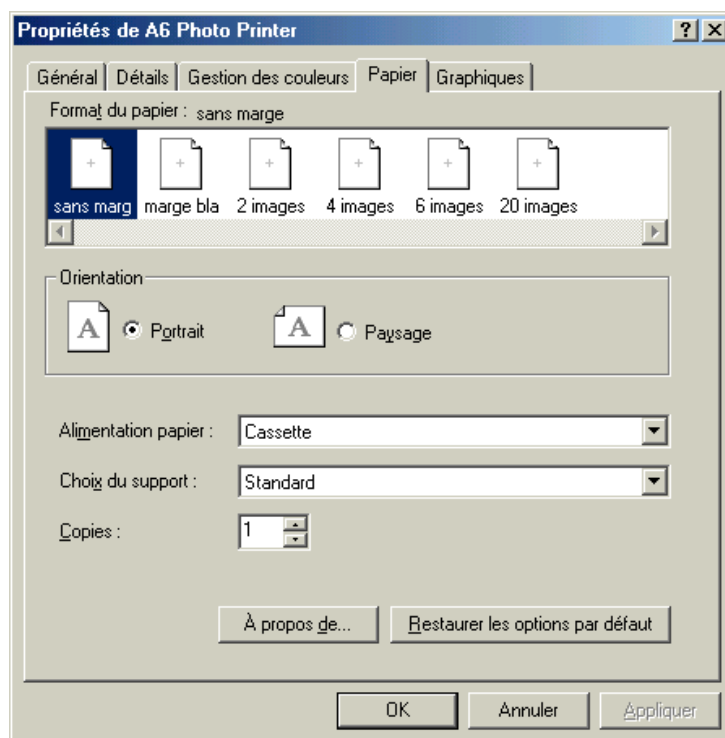 Propriétés de A6 Photo Printer
Général Détails Gestion des couleurs Papier Graphiques
Format du papier : sans marge
sans marg marge bla 2 images 4 images 6 images 20 images
Orientation
A Portrait A Paysage
Alimentation papier : Cassette
Choix du support : Standard
Copies : 1
À propos de... Restaurer les options par défaut
OK Annuler Appliquer